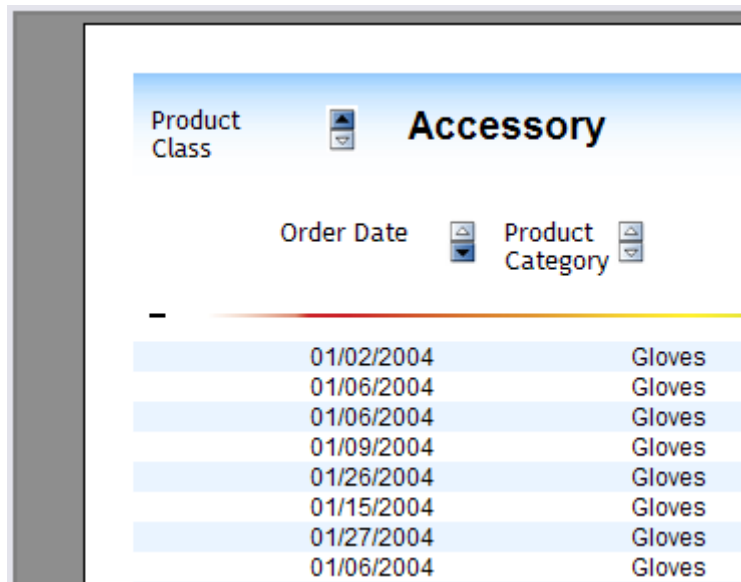 Product
Class
Accessory
Order Date
Product
Category
01/02/2004 Gloves
01/06/2004 Gloves
01/06/2004 Gloves
01/09/2004 Gloves
01/26/2004 Gloves
01/15/2004 Gloves
01/27/2004 Gloves
01/06/2004 Gloves